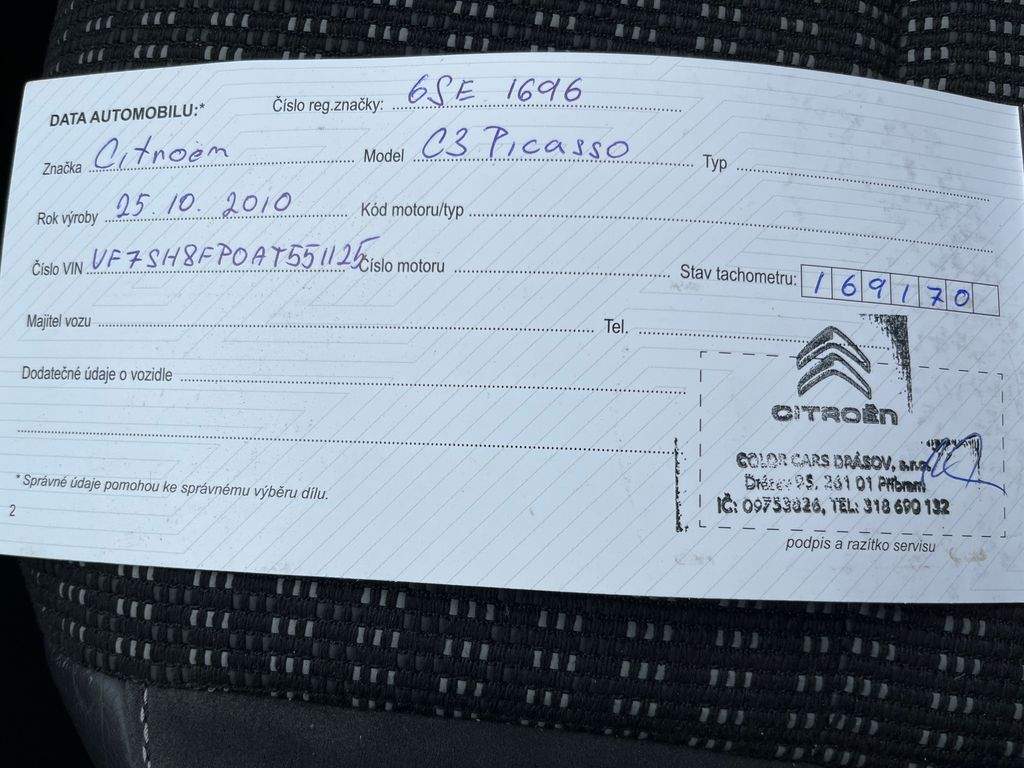 DATA AUTOMOBILU:* Číslo reg.značky: 6SE 1696
Značka Citroën Model C3 Picasso Typ
Rok výroby 25. 10. 2010 Kód motoru/typ
Číslo VIN VF7SH8FP0AT551125 Číslo motoru Stav tachometru: 169170
Majitel vozu Tel.
Dodatečné údaje o vozidle
CITROËN
COLOR CARS DRÁSOV, s.r.o.
Drásov 95, 261 01 Příbram
IČ: 09753826, TEL: 318 690 132
* Správné údaje pomohou ke správnému výběru dílu.
2
podpis a razítko servisu